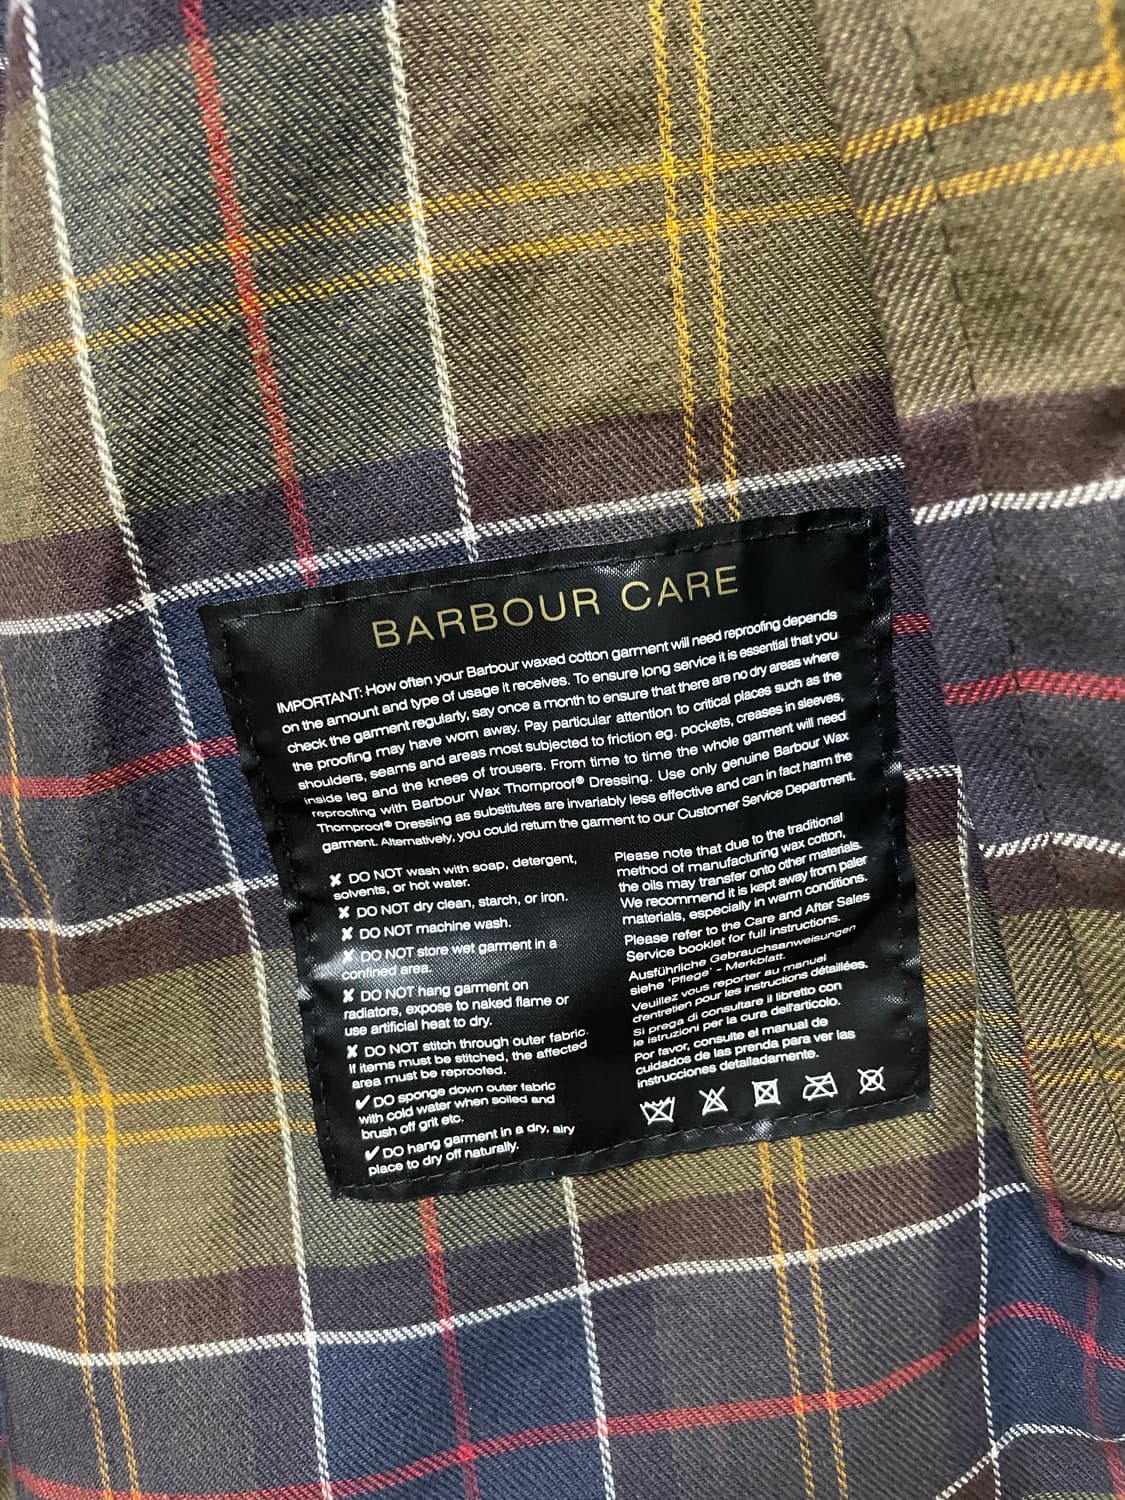 BARBOUR CARE
IMPORTANT: How often your Barbour waxed cotton garment will need reproofing depends
on the amount and type of usage it receives. To ensure long service it is essential that you
check the garment regularly, say once a month to ensure that there are no dry areas where
the proofing may have worn away. Pay particular attention to critical places such as the
shoulders, seams and areas most subjected to friction eg. pockets, creases in sleeves,
inside leg and the knees of trousers. From time to time the whole garment will need
reproofing with Barbour Wax Thornproof® Dressing. Use only genuine Barbour Wax
Thornproof® Dressing as substitutes are invariably less effective and can in fact harm the
garment. Alternatively, you could return the garment to our Customer Service Department.
✘ DO NOT wash with soap, detergent,
solvents, or hot water.
✘ DO NOT dry clean, starch, or iron.
✘ DO NOT machine wash.
✘ DO NOT store wet garment in a
confined area.
✘ DO NOT hang garment on
radiators, expose to naked flame or
use artificial heat to dry.
✘ DO NOT stitch through outer fabric.
If items must be stitched, the affected
area must be reproofed.
✔ DO sponge down outer fabric
with cold water when soiled and
brush off grit etc.
✔ DO hang garment in a dry, airy
place to dry off naturally.
Please note that due to the traditional
method of manufacturing wax cotton,
the oils may transfer onto other materials.
We recommend it is kept away from paler
materials, especially in warm conditions.
Please refer to the Care and After Sales
Service booklet for full instructions.
Ausführliche Gebrauchsanweisungen
siehe 'Pflege' - Merkblatt.
Veuillez vous reporter au manuel
d'entretien pour les instructions détaillées.
Si prega di consultare il libretto con
le istruzioni per la cura dell'articolo.
Por favor, consulte el manual de
cuidados de las prenda para ver las
instrucciones detalladamente.